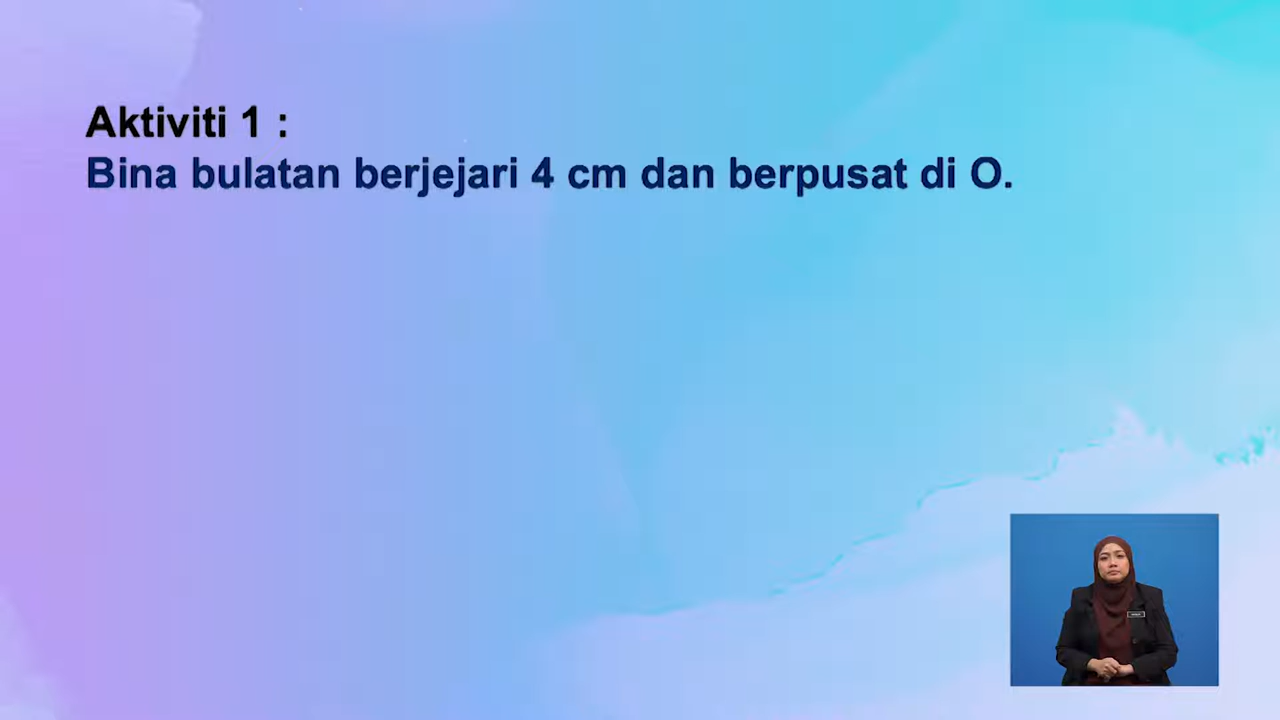 Aktiviti 1 :
Bina bulatan berjejari 4 cm dan berpusat di O.